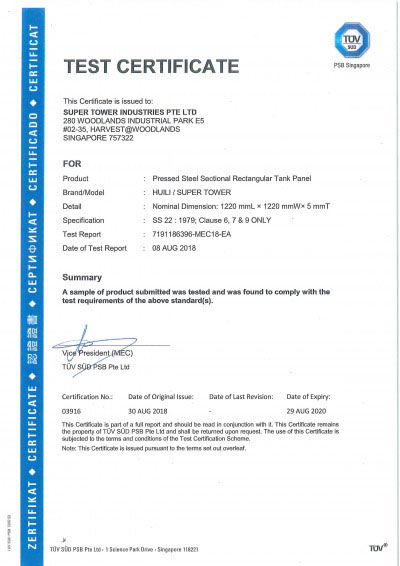 TÜV
SÜD
PSB Singapore
TEST CERTIFICATE
This Certificate is issued to:
SUPER TOWER INDUSTRIES PTE LTD
280 WOODLANDS INDUSTRIAL PARK E5
#02-35, HARVEST@WOODLANDS
SINGAPORE 757322
FOR
Product : Pressed Steel Sectional Rectangular Tank Panel
Brand/Model : HUILI / SUPER TOWER
Detail : Nominal Dimension: 1220 mmL × 1220 mmW× 5 mmT
Specification : SS 22 : 1979; Clause 6, 7 & 9 ONLY
Test Report : 7191186396-MEC18-EA
Date of Test Report : 08 AUG 2018
Summary
A sample of product submitted was tested and was found to comply with the
test requirements of the above standard(s).
Vice President (MEC)
TÜV SÜD PSB Pte Ltd
Certification No.: Date of Original Issue: Date of Last Revision: Date of Expiry:
03916 30 AUG 2018 - 29 AUG 2020
This Certificate is part of a full report and should be read in conjunction with it. This Certificate remains
the property of TÜV SÜD PSB Pte Ltd and shall be returned upon request. The use of this Certificate is
subjected to the terms and conditions of the Test Certification Scheme.
Note: This Certificate is issued pursuant to the terms set out overleaf.
TÜV SÜD PSB Pte Ltd - 1 Science Park Drive - Singapore 118221
TÜV®
ZERTIFIKAT ◆ CERTIFICATE ◆ 認證證書 ◆ СЕРТИФИКАТ ◆ CERTIFICADO ◆ CERTIFICAT